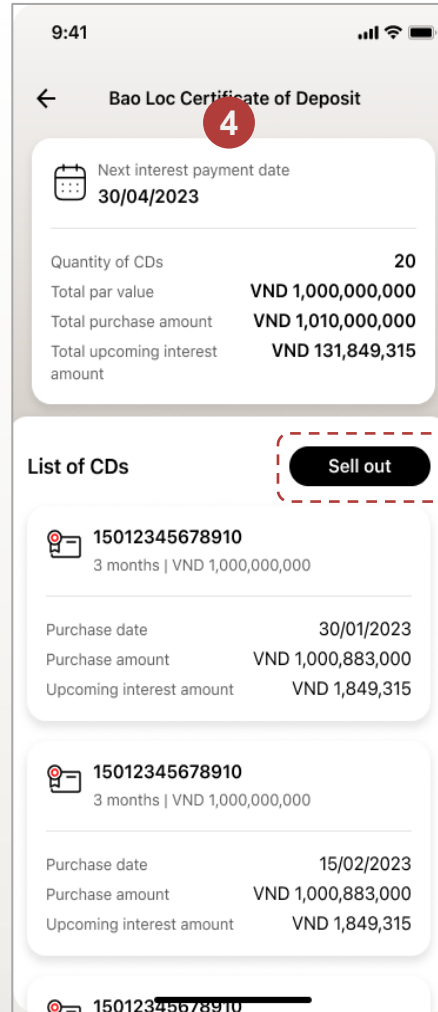 9:41
Bao Loc Certificate of Deposit
4
Next interest payment date
30/04/2023
Quantity of CDs 20
Total par value VND 1,000,000,000
Total purchase amount VND 1,010,000,000
Total upcoming interest amount VND 131,849,315
List of CDs Sell out
15012345678910
3 months | VND 1,000,000,000
Purchase date 30/01/2023
Purchase amount VND 1,000,883,000
Upcoming interest amount VND 1,849,315
15012345678910
3 months | VND 1,000,000,000
Purchase date 15/02/2023
Purchase amount VND 1,000,883,000
Upcoming interest amount VND 1,849,315
15012345678910